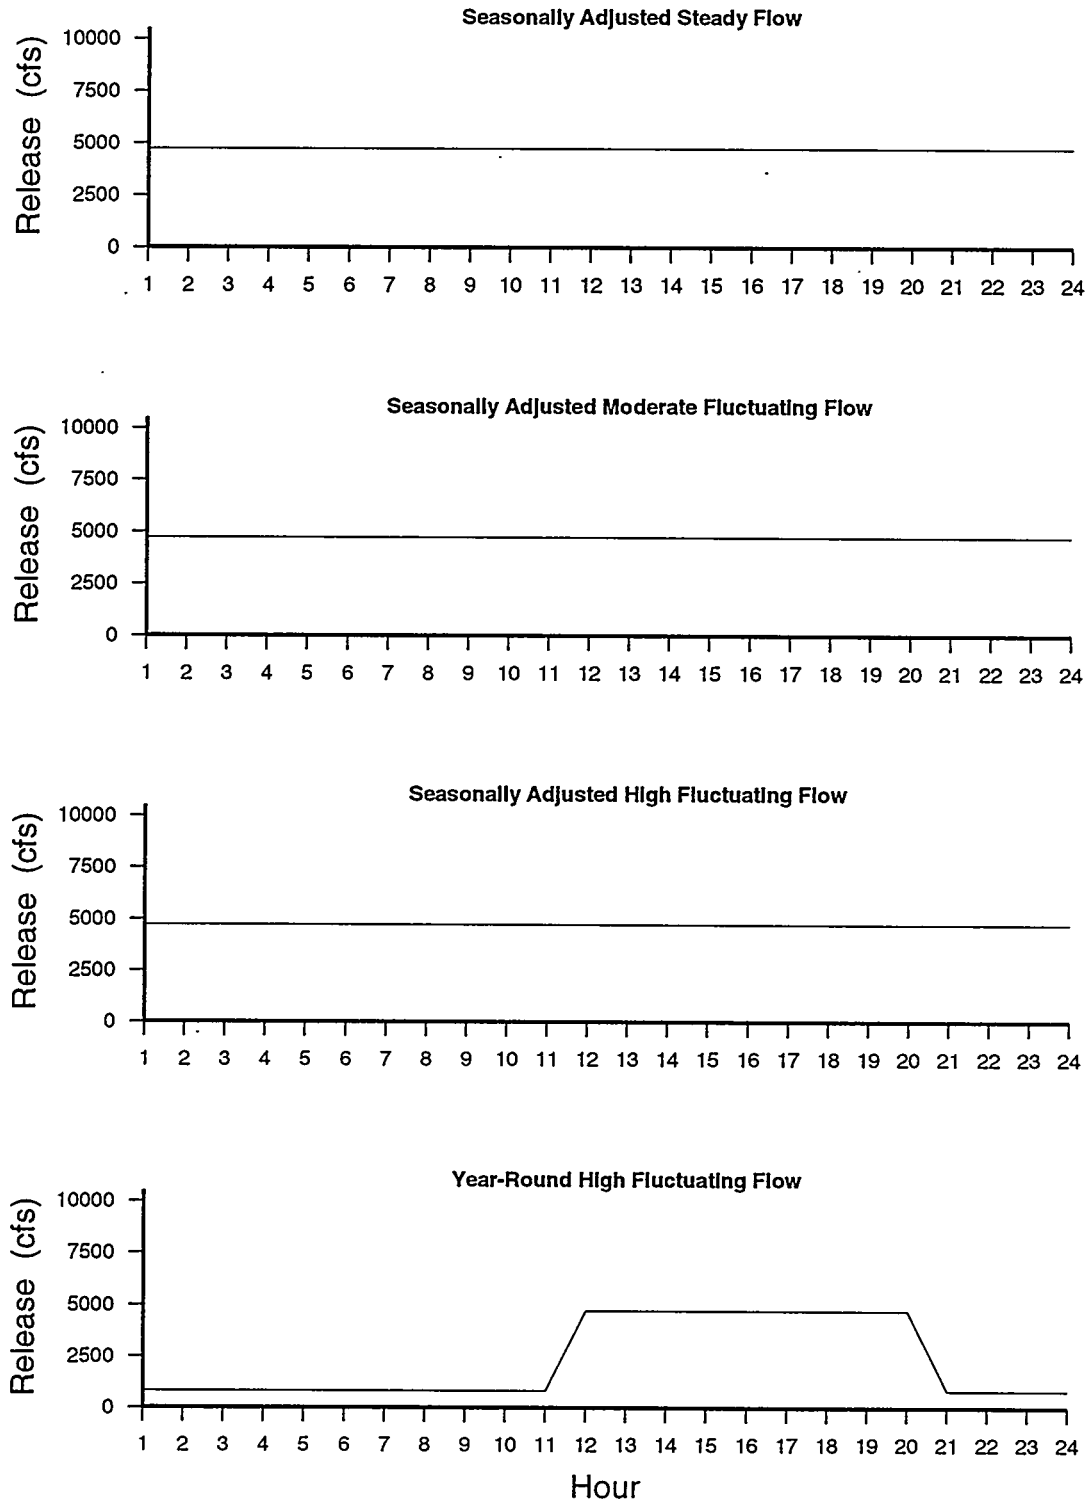 Seasonally Adjusted Steady Flow
Release (cfs)
10000
7500
5000
2500
0
1 2 3 4 5 6 7 8 9 10 11 12 13 14 15 16 17 18 19 20 21 22 23 24
Seasonally Adjusted Moderate Fluctuating Flow
Release (cfs)
10000
7500
5000
2500
0
1 2 3 4 5 6 7 8 9 10 11 12 13 14 15 16 17 18 19 20 21 22 23 24
Seasonally Adjusted High Fluctuating Flow
Release (cfs)
10000
7500
5000
2500
0
1 2 3 4 5 6 7 8 9 10 11 12 13 14 15 16 17 18 19 20 21 22 23 24
Year-Round High Fluctuating Flow
Release (cfs)
10000
7500
5000
2500
0
1 2 3 4 5 6 7 8 9 10 11 12 13 14 15 16 17 18 19 20 21 22 23 24
Hour